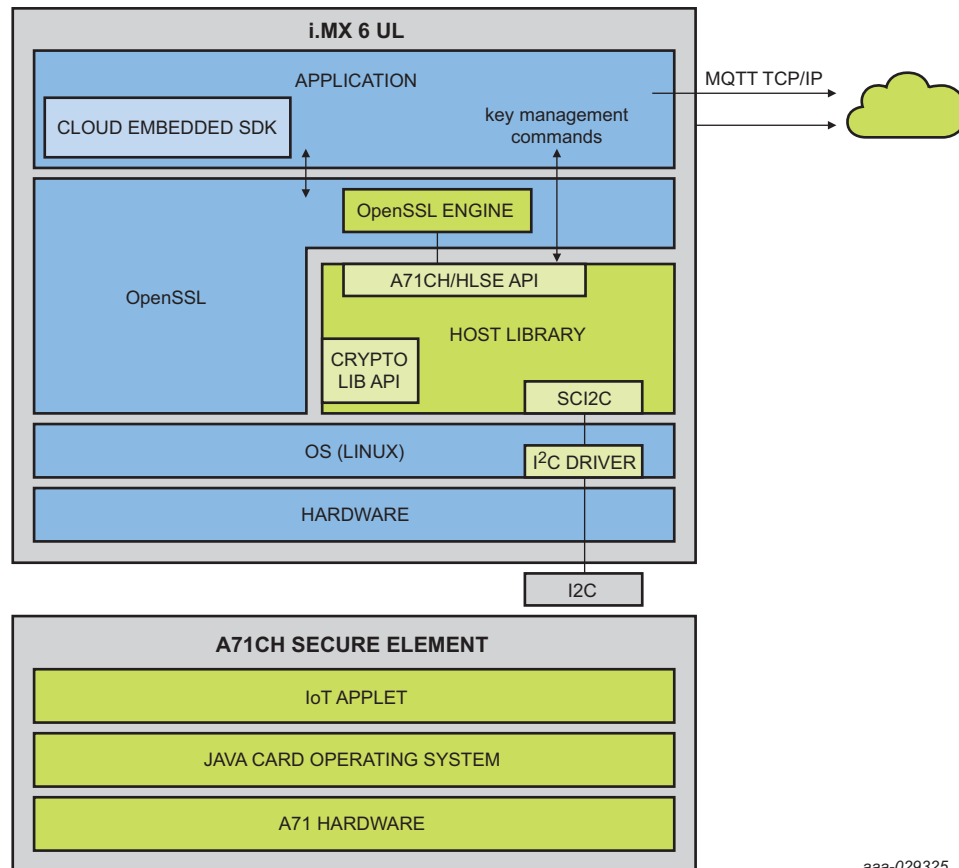 i.MX 6 UL
APPLICATION
MQTT TCP/IP
CLOUD EMBEDDED SDK
key management
commands
OpenSSL ENGINE
A71CH/HLSE API
OpenSSL
HOST LIBRARY
CRYPTO
LIB API
SCI2C
OS (LINUX)
I²C DRIVER
HARDWARE
I2C
A71CH SECURE ELEMENT
IoT APPLET
JAVA CARD OPERATING SYSTEM
A71 HARDWARE
aaa-029325